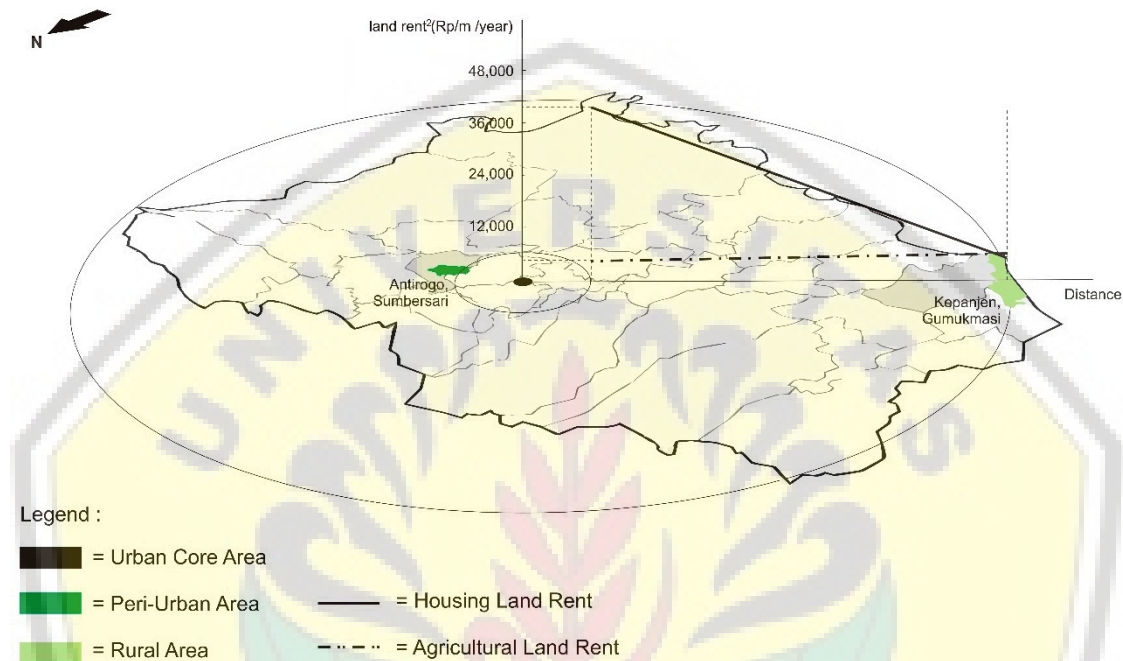 N
land rent²(Rp/m /year)
48,000
36,000
24,000
12,000
Antirogo,
Sumbersari
Kepanjen,
Gumukmasi
Distance
UNIVERSITAS
Legend :
= Urban Core Area
= Peri-Urban Area
= Housing Land Rent
= Rural Area
= Agricultural Land Rent